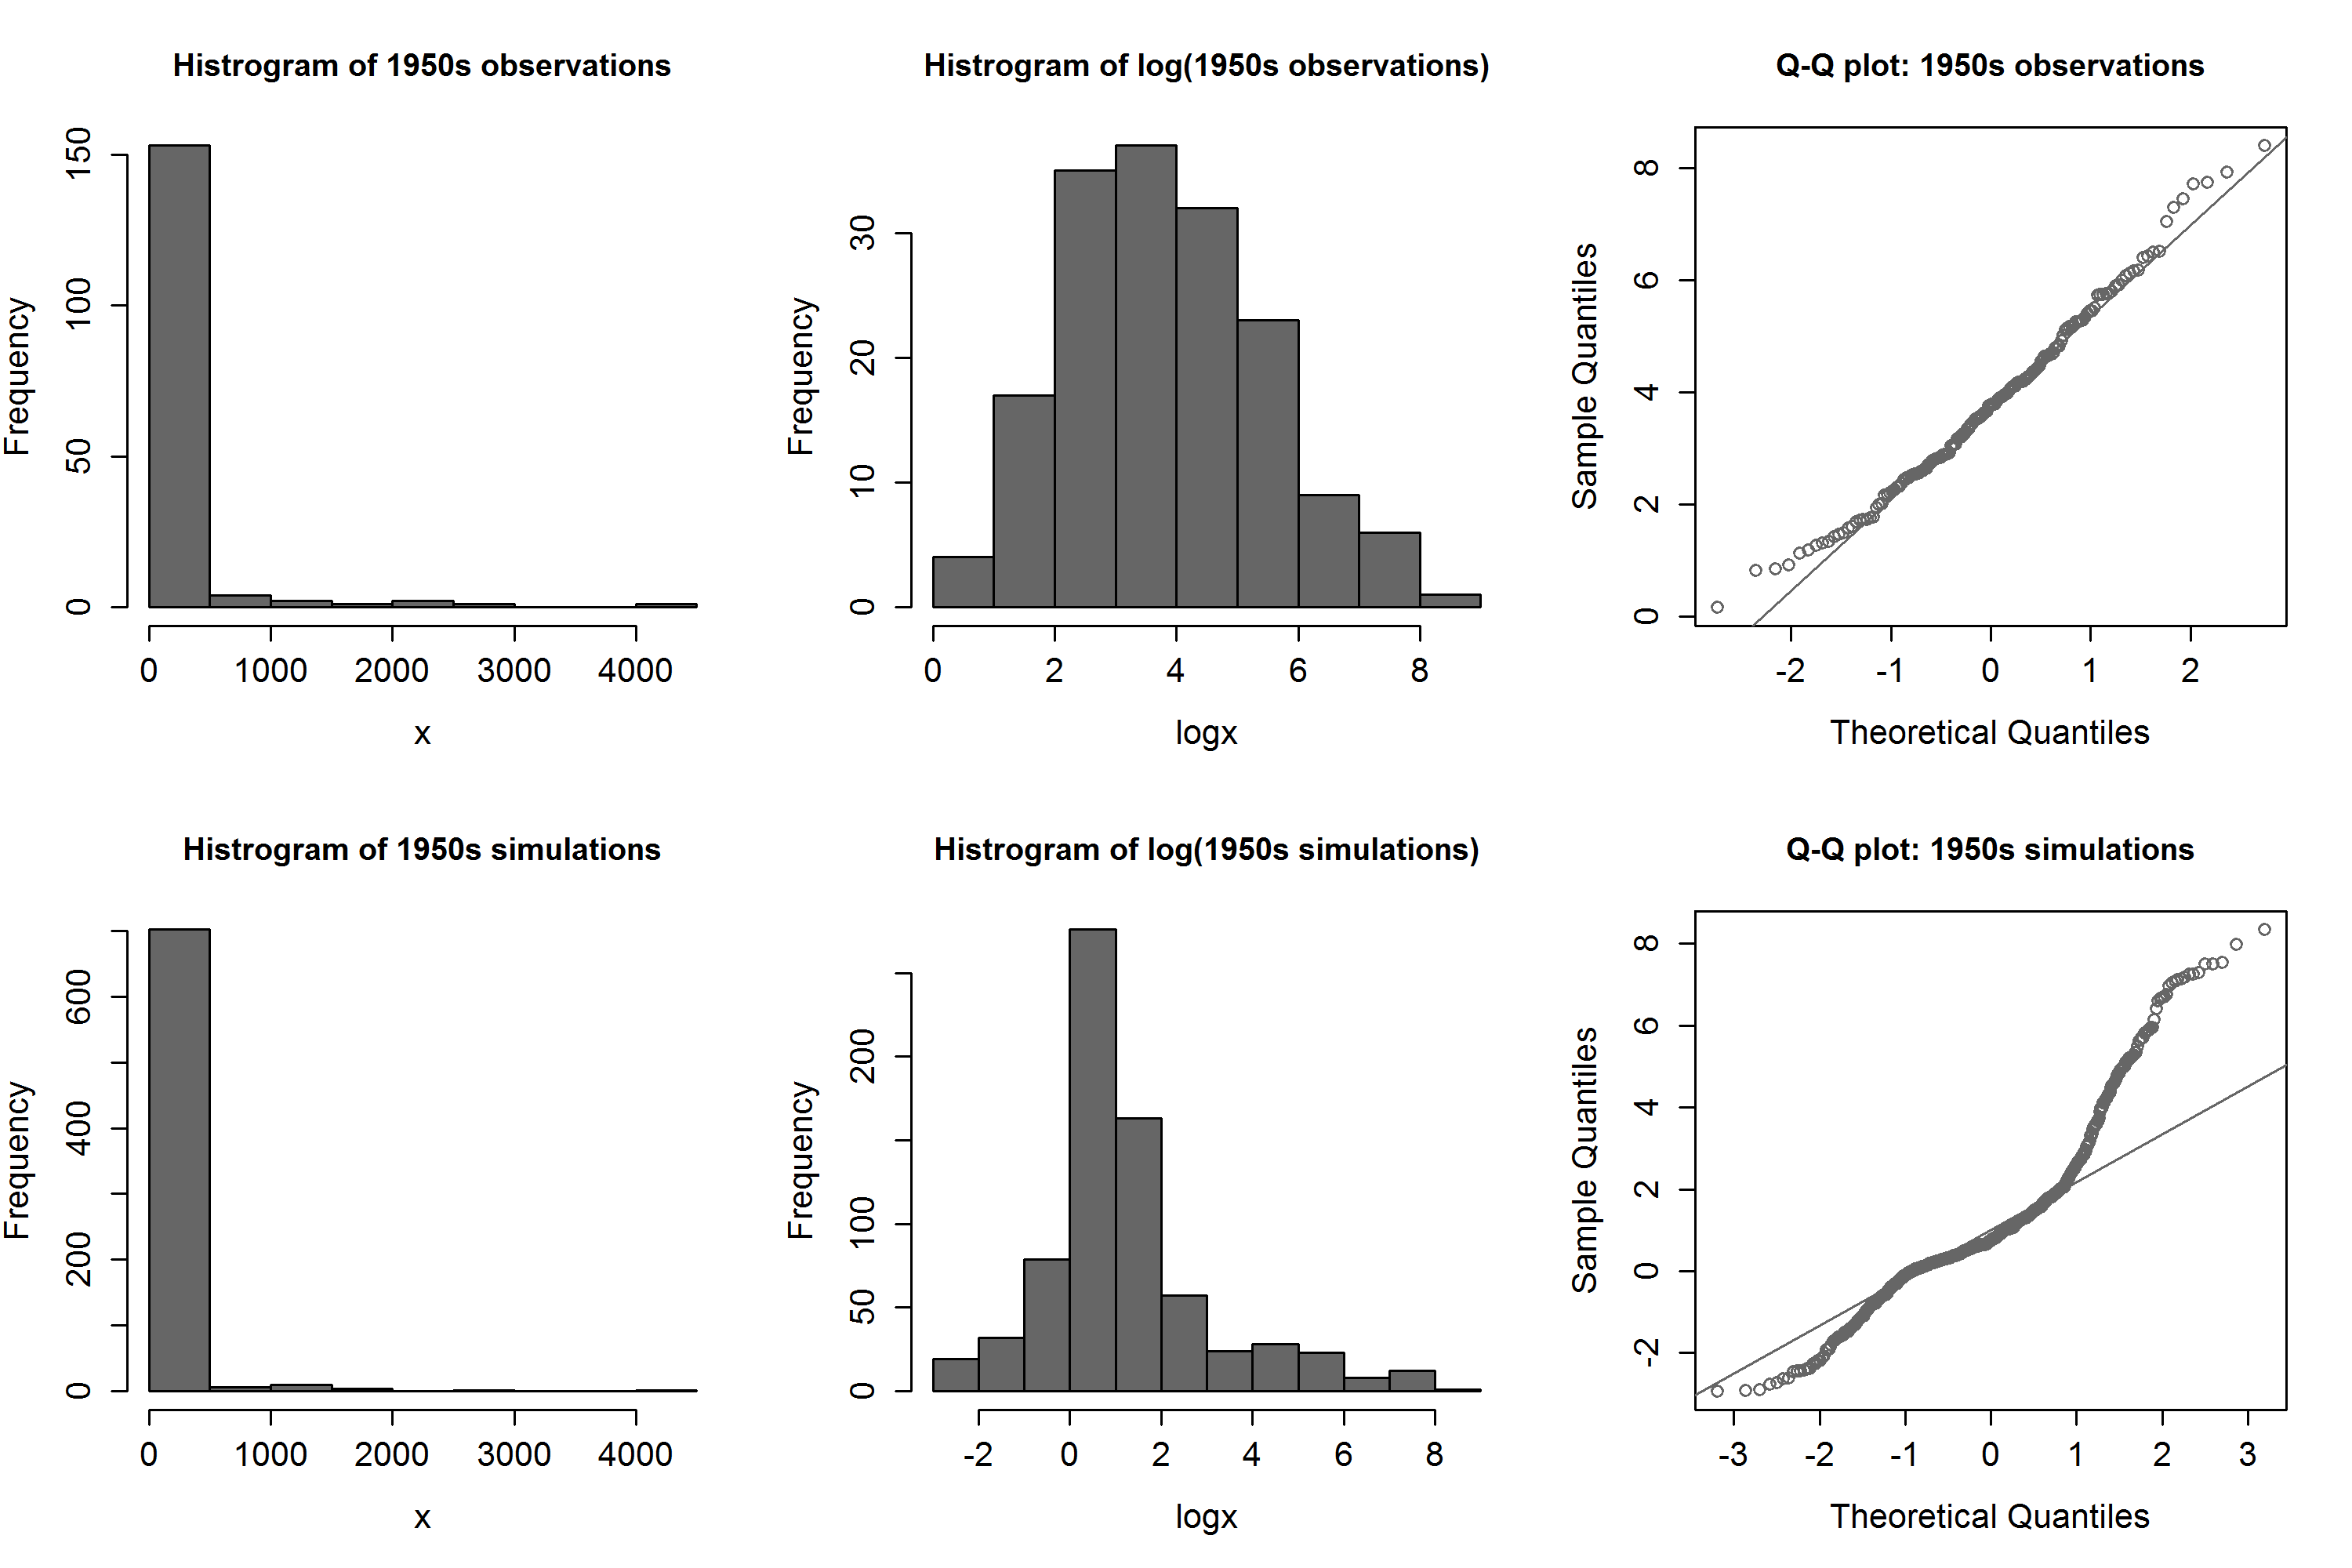 Histrogram of 1950s observations
Frequency
0 50 100 150
0 1000 2000 3000 4000
x
Histrogram of log(1950s observations)
Frequency
0 10 20 30
0 2 4 6 8
logx
Q-Q plot: 1950s observations
Sample Quantiles
0 2 4 6 8
-2 -1 0 1 2
Theoretical Quantiles
Histrogram of 1950s simulations
Frequency
0 200 400 600
0 1000 2000 3000 4000
x
Histrogram of log(1950s simulations)
Frequency
0 50 100 200
-2 0 2 4 6 8
logx
Q-Q plot: 1950s simulations
Sample Quantiles
-2 0 2 4 6 8
-3 -2 -1 0 1 2 3
Theoretical Quantiles